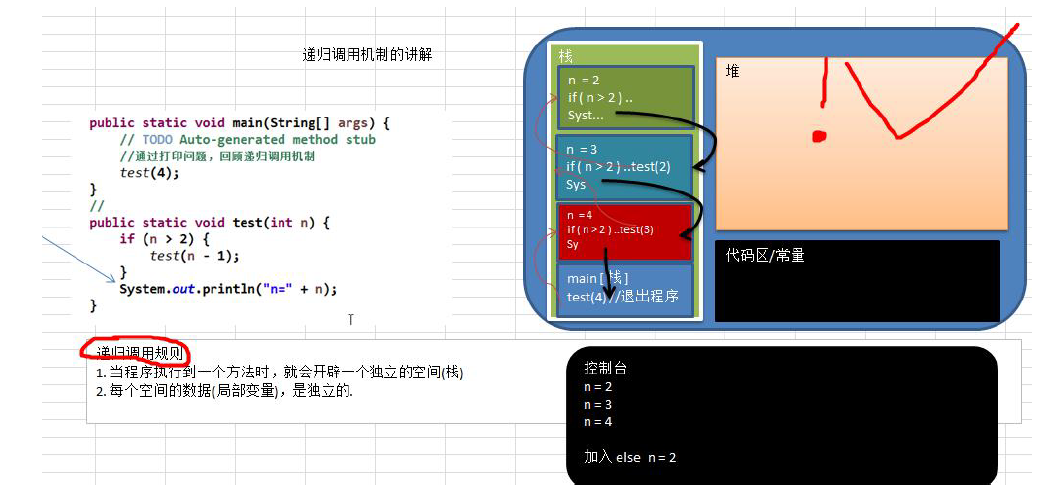 递归调用机制的讲解
public static void main(String[] args) {
// TODO Auto-generated method stub
//通过打印问题，回顾递归调用机制
test(4);
}
//
public static void test(int n) {
if (n > 2) {
test(n - 1);
}
System.out.println("n=" + n);
}
栈
n = 2
if ( n > 2 ) ..
Syst...
n = 3
if ( n > 2 ) ..test(2)
Sys
n =4
if ( n > 2 ) ..test(3)
Sy
main [ 栈 ]
test(4)//退出程序
堆
代码区/常量
递归调用规则
1. 当程序执行到一个方法时，就会开辟一个独立的空间(栈)
2. 每个空间的数据(局部变量)，是独立的.
控制台
n = 2
n = 3
n = 4
加入 else n = 2